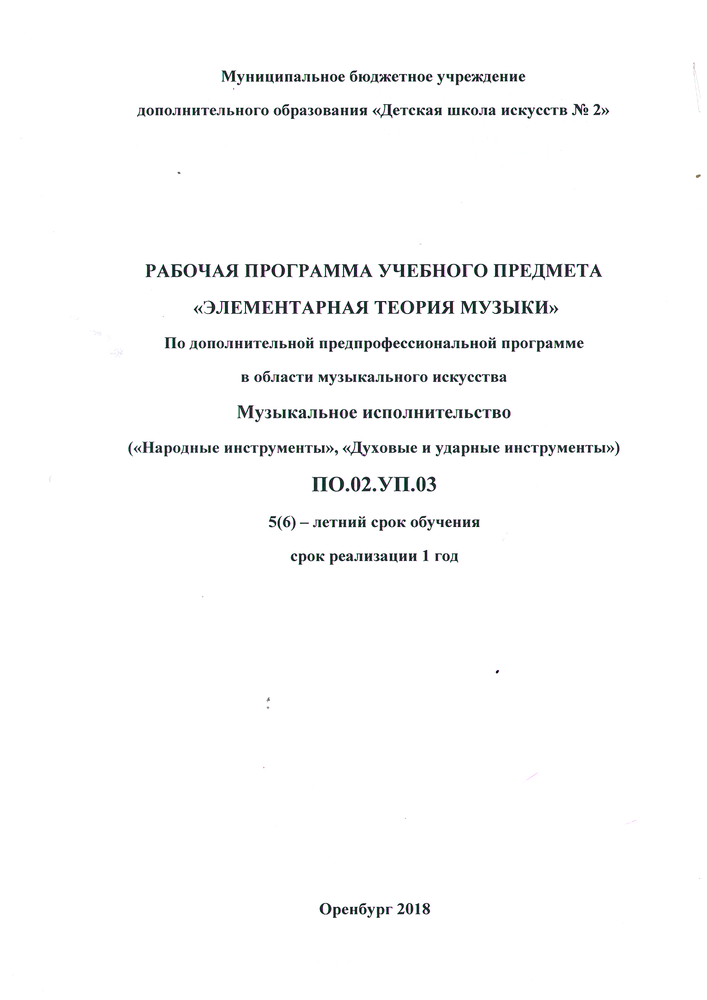 Муниципальное бюджетное учреждение
дополнительного образования «Детская школа искусств № 2»
РАБОЧАЯ ПРОГРАММА УЧЕБНОГО ПРЕДМЕТА
«ЭЛЕМЕНТАРНАЯ ТЕОРИЯ МУЗЫКИ»
По дополнительной предпрофессиональной программе
в области музыкального искусства
Музыкальное исполнительство
(«Народные инструменты», «Духовые и ударные инструменты»)
ПО.02.УП.03
5(6) – летний срок обучения
срок реализации 1 год
Оренбург 2018